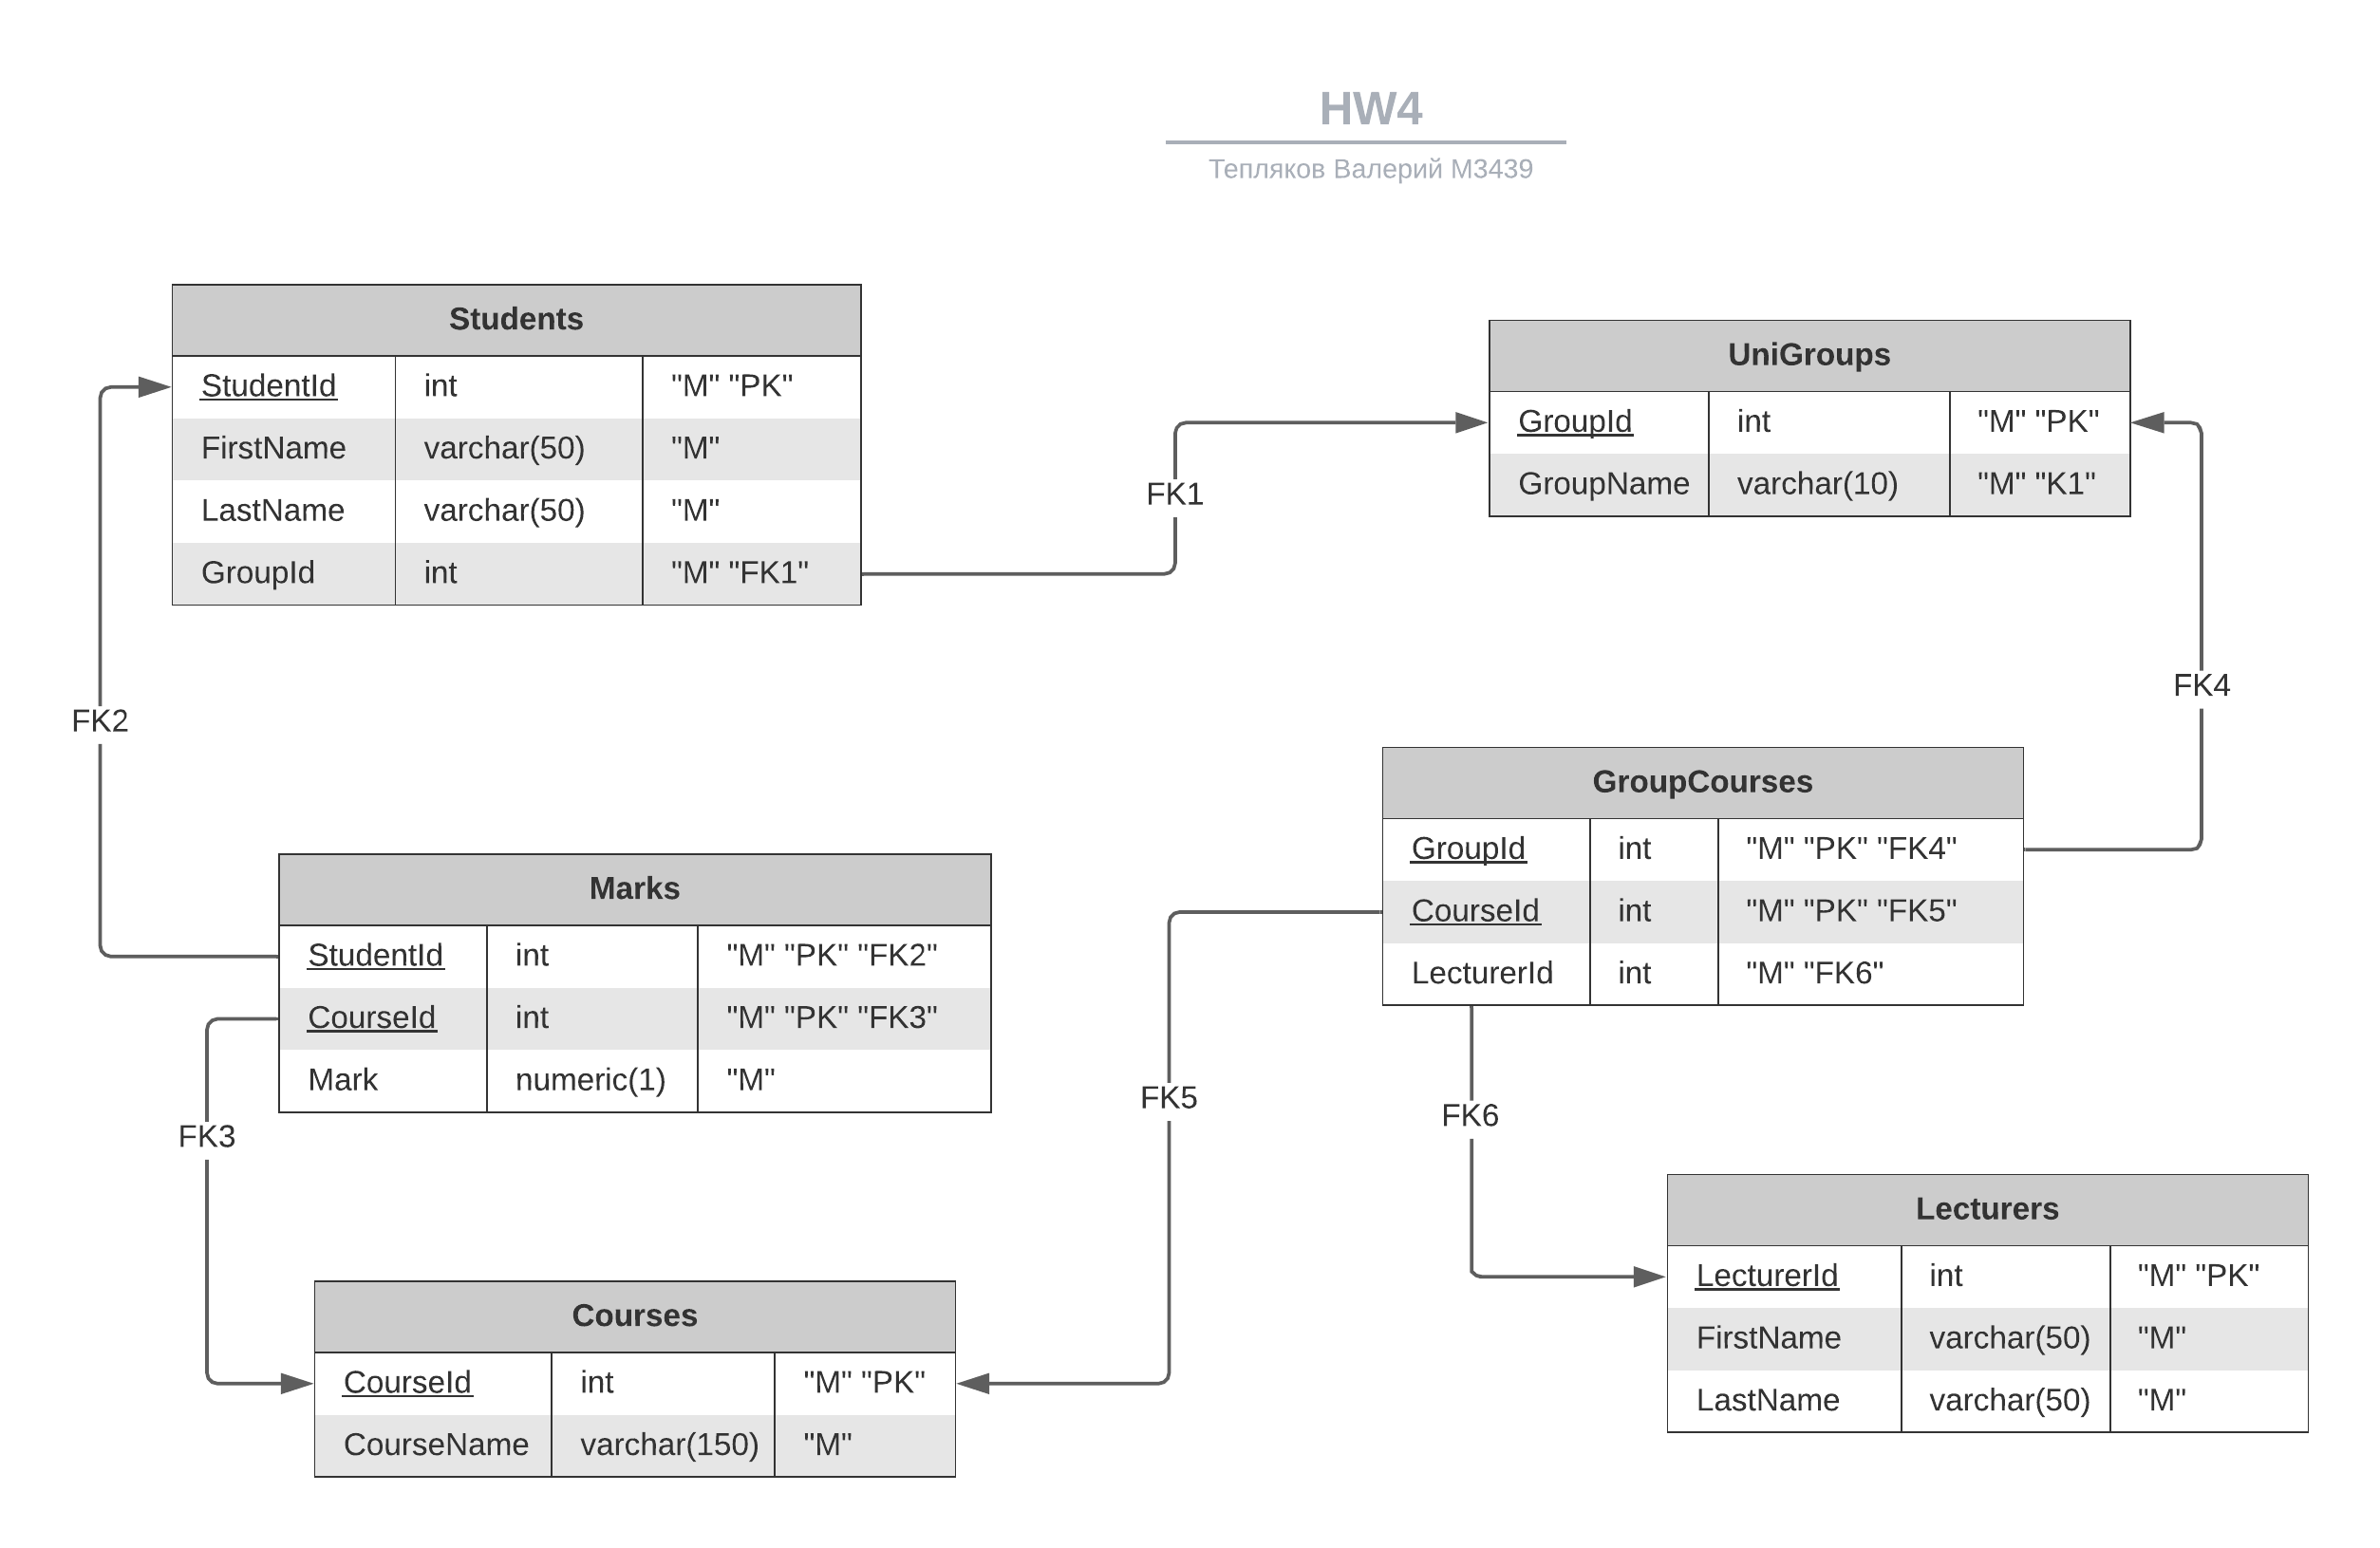 HW4
Тепляков Валерий M3439
Students
StudentId int "M" "PK"
FirstName varchar(50) "M"
LastName varchar(50) "M"
GroupId int "M" "FK1"
FK1
UniGroups
GroupId int "M" "PK"
GroupName varchar(10) "M" "K1"
FK2
FK4
GroupCourses
GroupId int "M" "PK" "FK4"
CourseId int "M" "PK" "FK5"
LecturerId int "M" "FK6"
Marks
StudentId int "M" "PK" "FK2"
CourseId int "M" "PK" "FK3"
Mark numeric(1) "M"
FK3
FK5
FK6
Lecturers
LecturerId int "M" "PK"
FirstName varchar(50) "M"
LastName varchar(50) "M"
Courses
CourseId int "M" "PK"
CourseName varchar(150) "M"